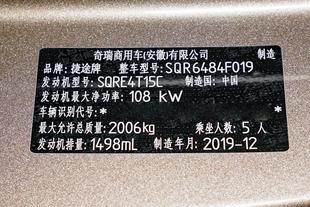 奇瑞商用车(安徽)有限公司 制造
品牌:捷途牌 整车型号:SQR6484F019
发动机型号:SQRE4T15C 制造国:中国
发动机最大净功率:108 kW
车辆识别代号:* *
最大允许总质量:2006kg 乘坐人数:5 人
发动机排量:1498mL 制造年月:2019-12